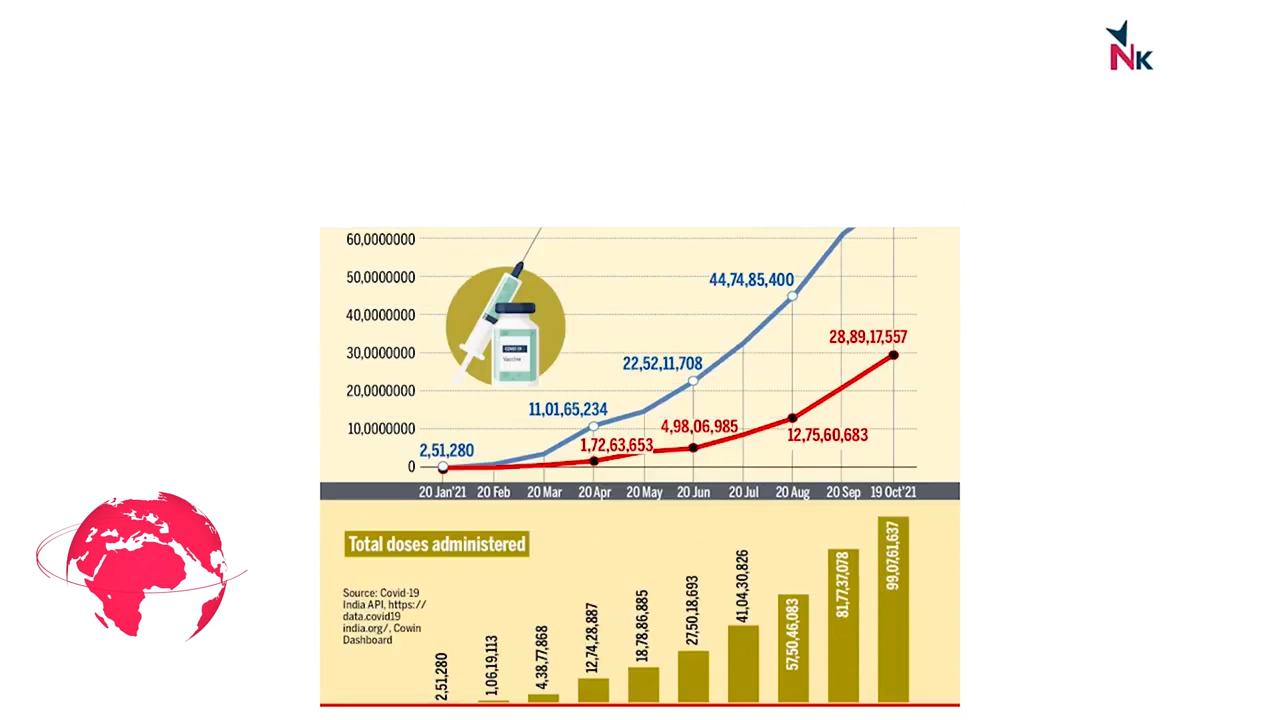 NK
60,0000000
50,0000000
40,0000000
30,0000000
20,0000000
10,0000000
0
44,74,85,400
28,89,17,557
22,52,11,708
11,01,65,234
4,98,06,985
12,75,60,683
1,72,63,653
2,51,280
COVID-19
Vaccine
20 Jan'21 20 Feb 20 Mar 20 Apr 20 May 20 Jun 20 Jul 20 Aug 20 Sep 19 Oct'21
Total doses administered
Source: Covid-19
India API, https://
data.covid19
india.org/, Cowin
Dashboard
2,51,280
1,06,19,113
4,38,77,868
12,74,28,887
18,78,86,885
27,50,18,693
41,04,30,826
57,50,46,083
81,77,37,078
99,07,61,637